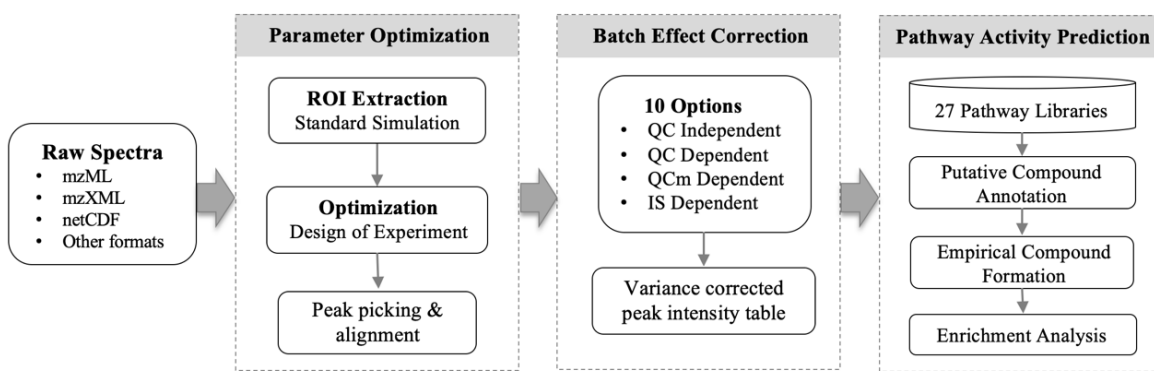 Raw Spectra
• mzML
• mzXML
• netCDF
• Other formats
Parameter Optimization
ROI Extraction
Standard Simulation
Optimization
Design of Experiment
Peak picking &
alignment
Batch Effect Correction
10 Options
• QC Independent
• QC Dependent
• QCm Dependent
• IS Dependent
Variance corrected
peak intensity table
Pathway Activity Prediction
27 Pathway Libraries
Putative Compound
Annotation
Empirical Compound
Formation
Enrichment Analysis